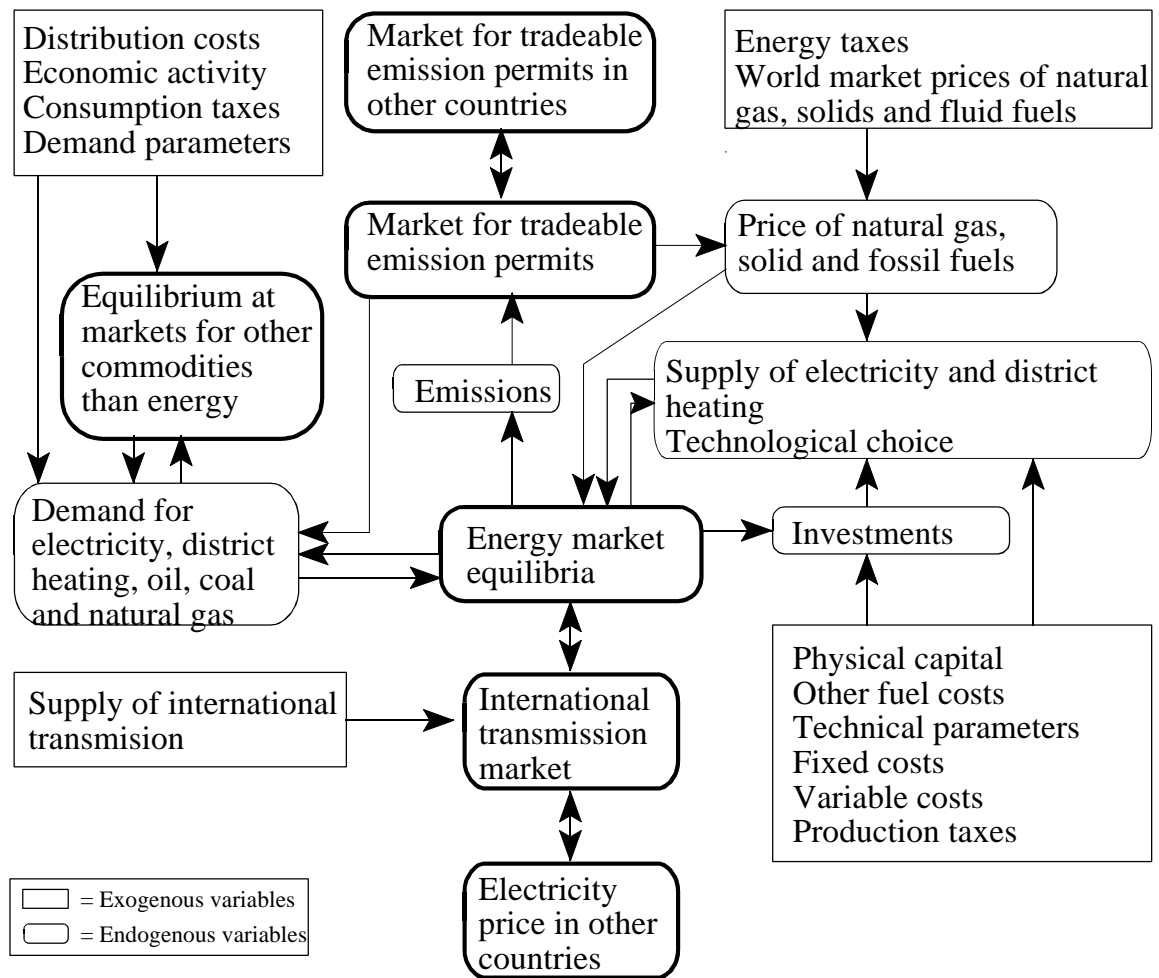 Distribution costs
Economic activity
Consumption taxes
Demand parameters
Market for tradeable
emission permits in
other countries
Energy taxes
World market prices of natural
gas, solids and fluid fuels
Market for tradeable
emission permits
Price of natural gas,
solid and fossil fuels
Equilibrium at
markets for other
commodities
than energy
Emissions
Supply of electricity and district
heating
Technological choice
Demand for
electricity, district
heating, oil, coal
and natural gas
Energy market
equilibria
Investments
Supply of international
transmision
International
transmission
market
Physical capital
Other fuel costs
Technical parameters
Fixed costs
Variable costs
Production taxes
Electricity
price in other
countries
= Exogenous variables
= Endogenous variables